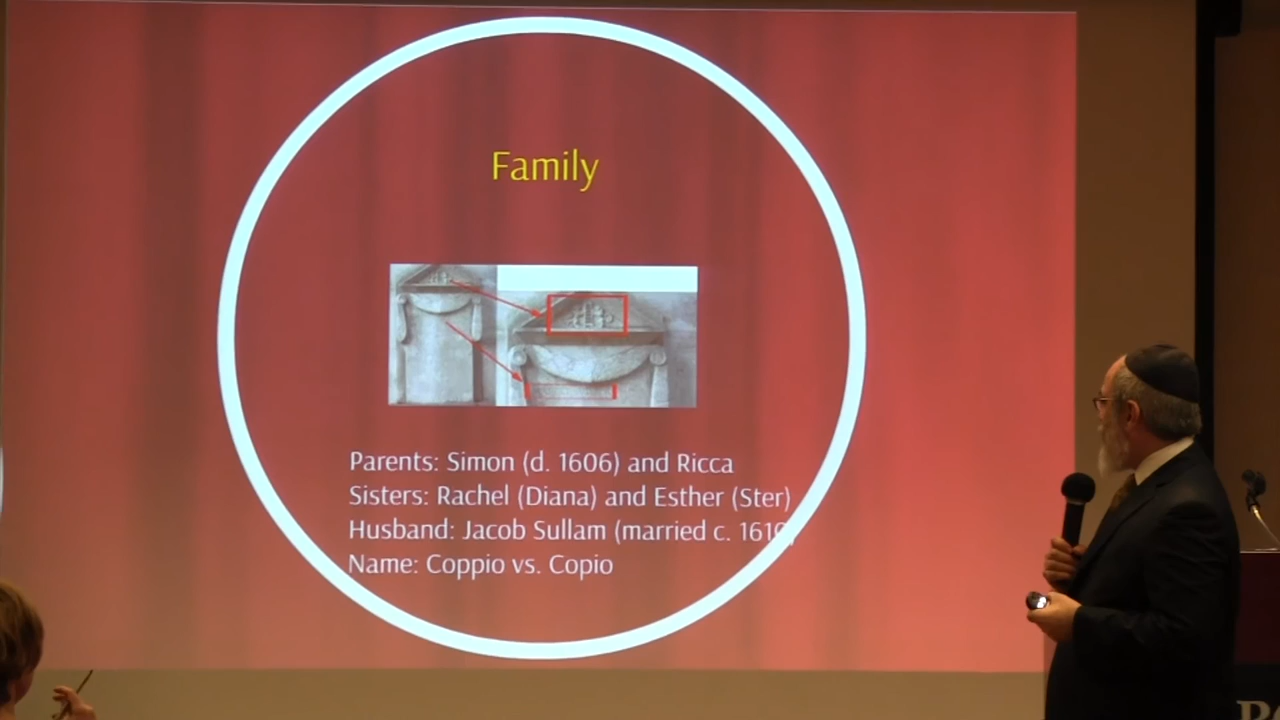 Family
Parents: Simon (d. 1606) and Ricca
Sisters: Rachel (Diana) and Esther (Ster)
Husband: Jacob Sullam (married c. 1610)
Name: Coppio vs. Copio